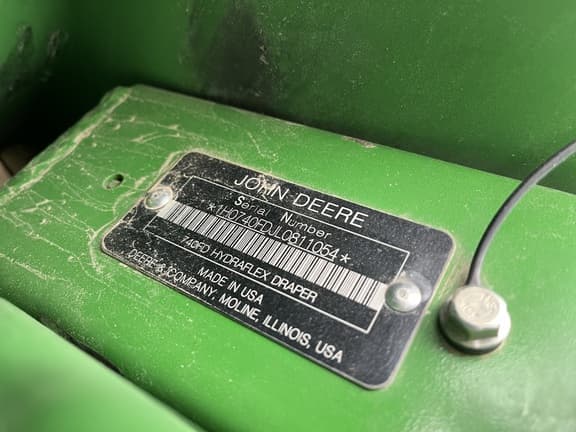 JOHN DEERE
Serial Number
*1H0740FDJL0811054*
740FD HYDRAFLEX DRAPER
MADE IN USA
DEERE & COMPANY, MOLINE, ILLINOIS, USA